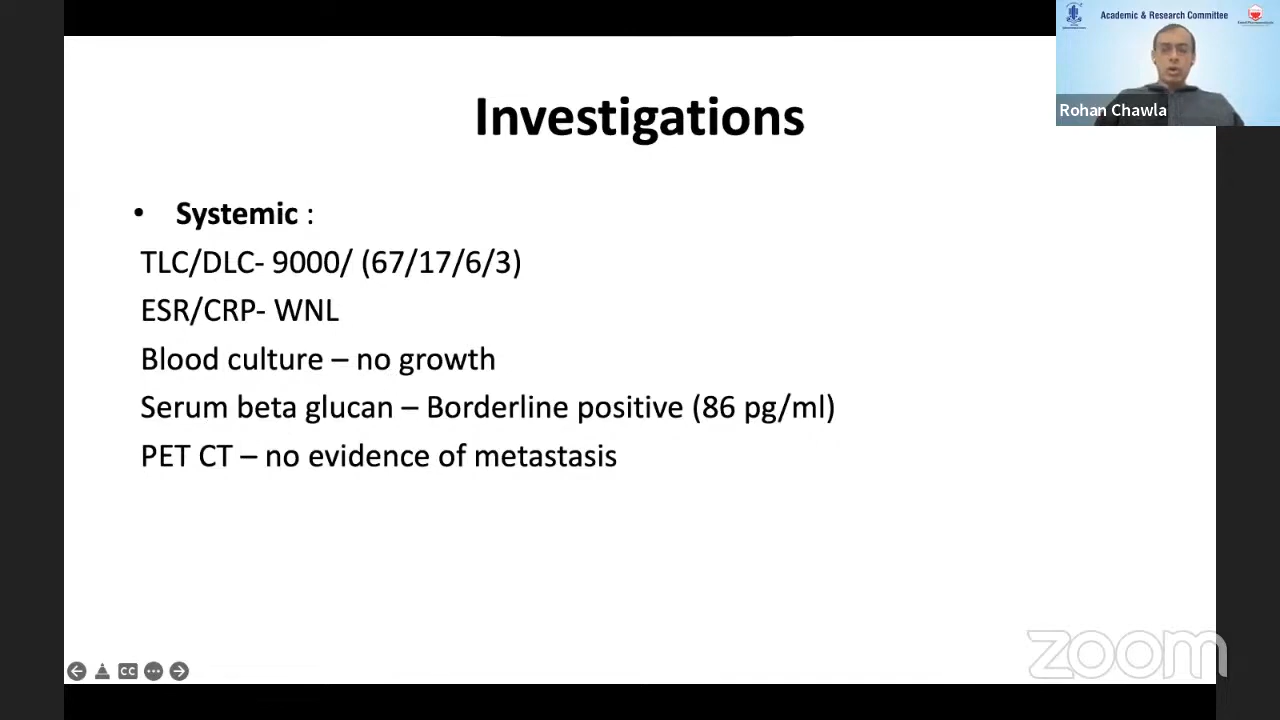 Academic & Research Committee
Rohan Chawla
Investigations
• Systemic :
TLC/DLC- 9000/ (67/17/6/3)
ESR/CRP- WNL
Blood culture – no growth
Serum beta glucan – Borderline positive (86 pg/ml)
PET CT – no evidence of metastasis
CC
zoom